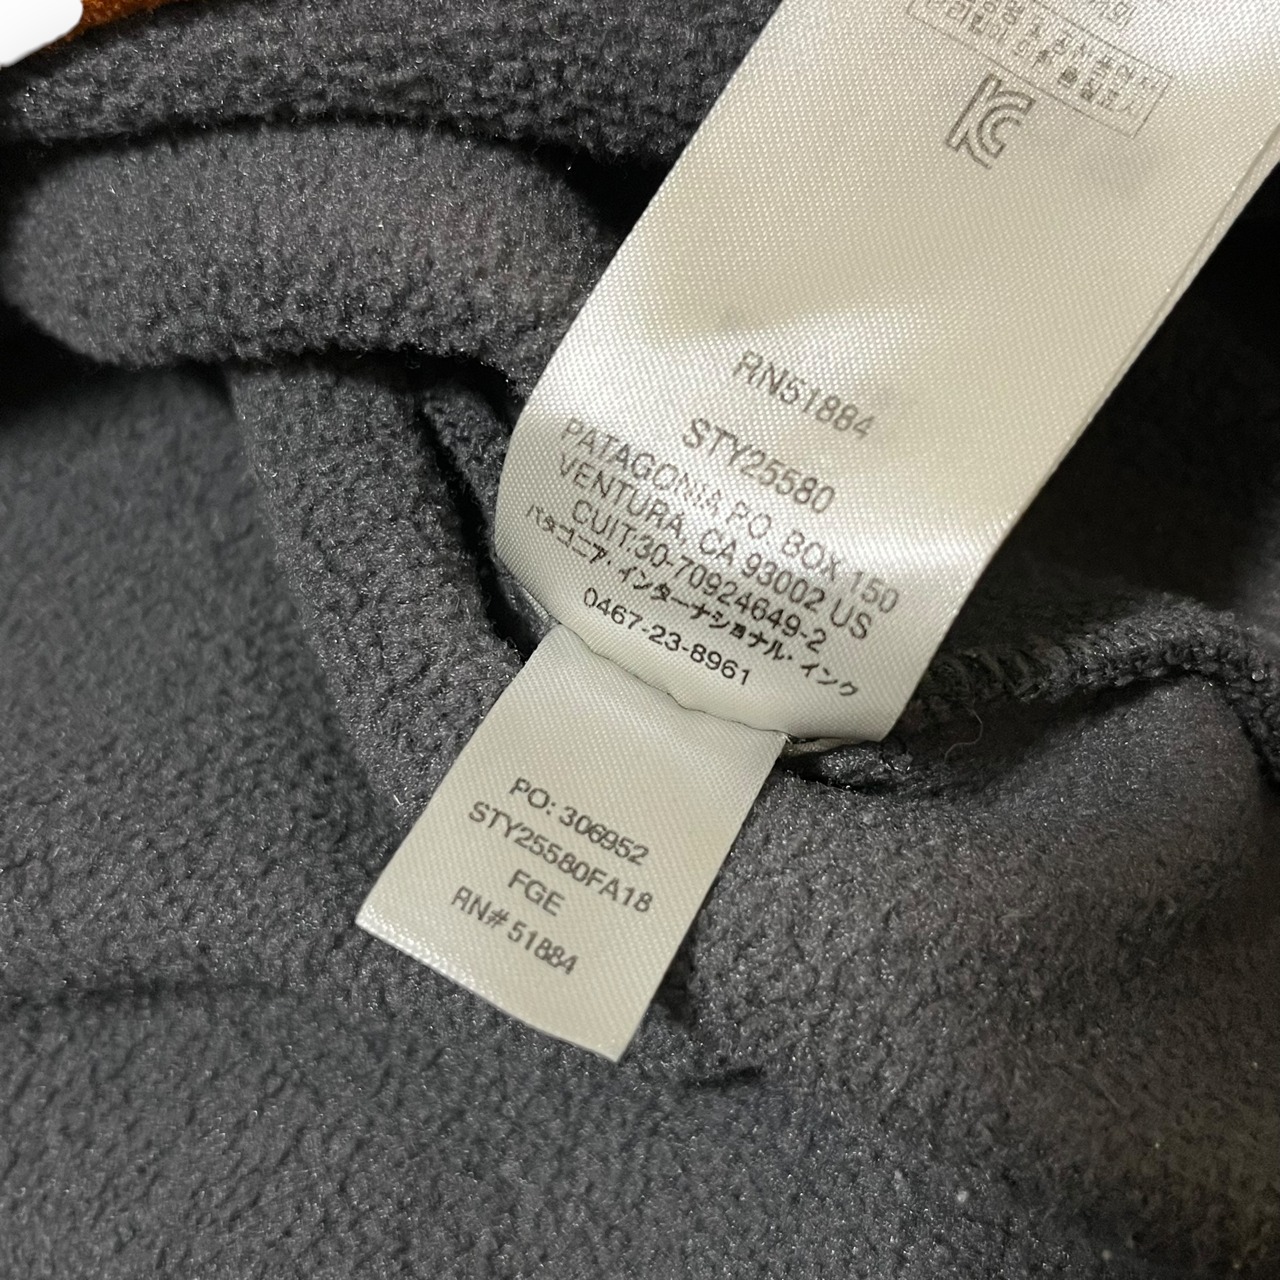 KC
RN51884
STY25580
PATAGONIA PO BOX 150
VENTURA, CA 93002 US
CUIT:30-70924649-2
パタゴニア・インターナショナル・インク
0467-23-8961
PO: 306952
STY25580FA18
FGE
RN# 51884